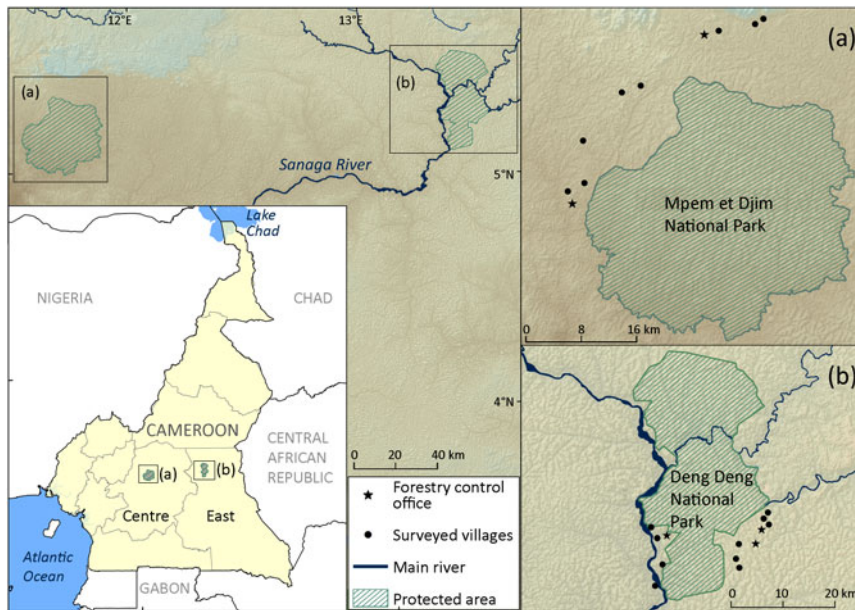 12°E
13°E
(a)
(b)
Sanaga River
5°N
4°N
0
20
40 km
Lake
Chad
NIGERIA
CHAD
CAMEROON
CENTRAL
AFRICAN
REPUBLIC
(a)
(b)
Centre
East
Atlantic
Ocean
GABON
Forestry control
office
Surveyed villages
Main river
Protected area
(a)
Mpem et Djim
National Park
0
8
16 km
(b)
Deng Deng
National
Park
0
10
20 km